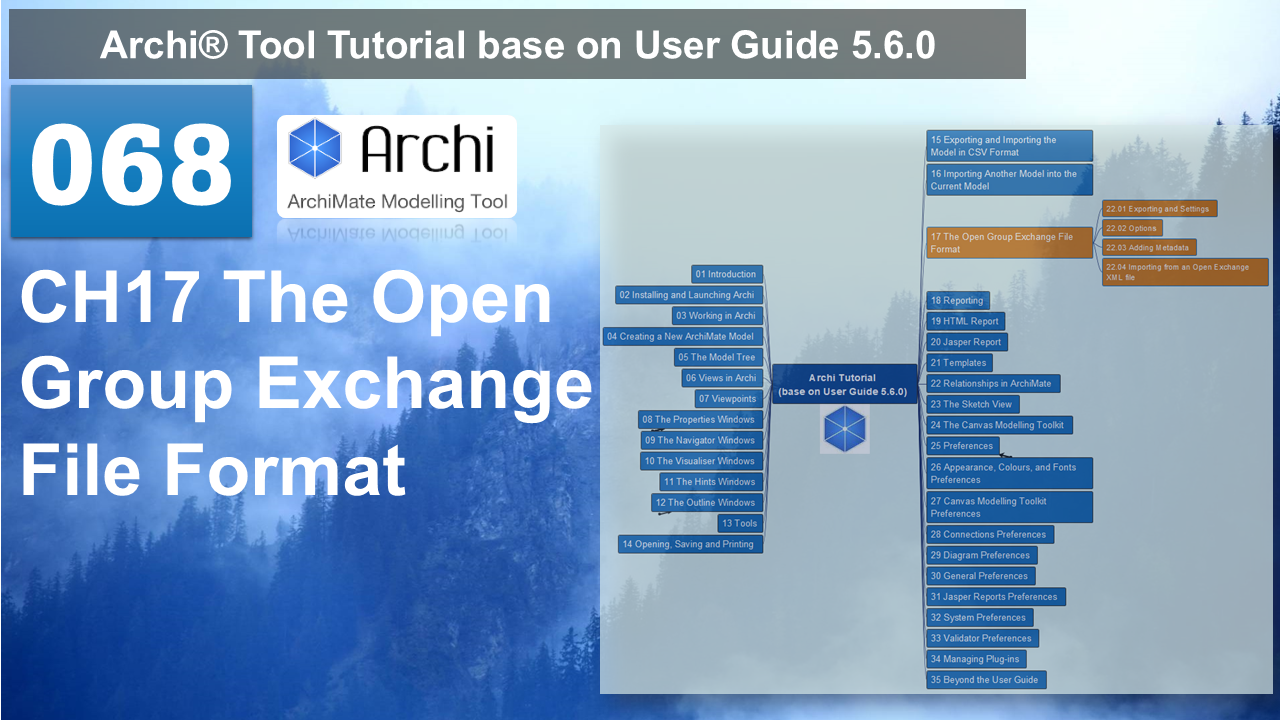 Archi® Tool Tutorial base on User Guide 5.6.0
068
Archi
ArchiMate Modelling Tool
CH17 The Open
Group Exchange
File Format
01 Introduction
02 Installing and Launching Archi
03 Working in Archi
04 Creating a New ArchiMate Model
05 The Model Tree
06 Views in Archi
07 Viewpoints
08 The Properties Windows
09 The Navigator Windows
10 The Visualiser Windows
11 The Hints Windows
12 The Outline Windows
13 Tools
14 Opening, Saving and Printing
Archi Tutorial
(base on User Guide 5.6.0)
15 Exporting and Importing the
Model in CSV Format
16 Importing Another Model into the
Current Model
17 The Open Group Exchange File
Format
22.01 Exporting and Settings
22.02 Options
22.03 Adding Metadata
22.04 Importing from an Open Exchange
XML file
18 Reporting
19 HTML Report
20 Jasper Report
21 Templates
22 Relationships in ArchiMate
23 The Sketch View
24 The Canvas Modelling Toolkit
25 Preferences
26 Appearance, Colours, and Fonts
Preferences
27 Canvas Modelling Toolkit
Preferences
28 Connections Preferences
29 Diagram Preferences
30 General Preferences
31 Jasper Reports Preferences
32 System Preferences
33 Validator Preferences
34 Managing Plug-ins
35 Beyond the User Guide